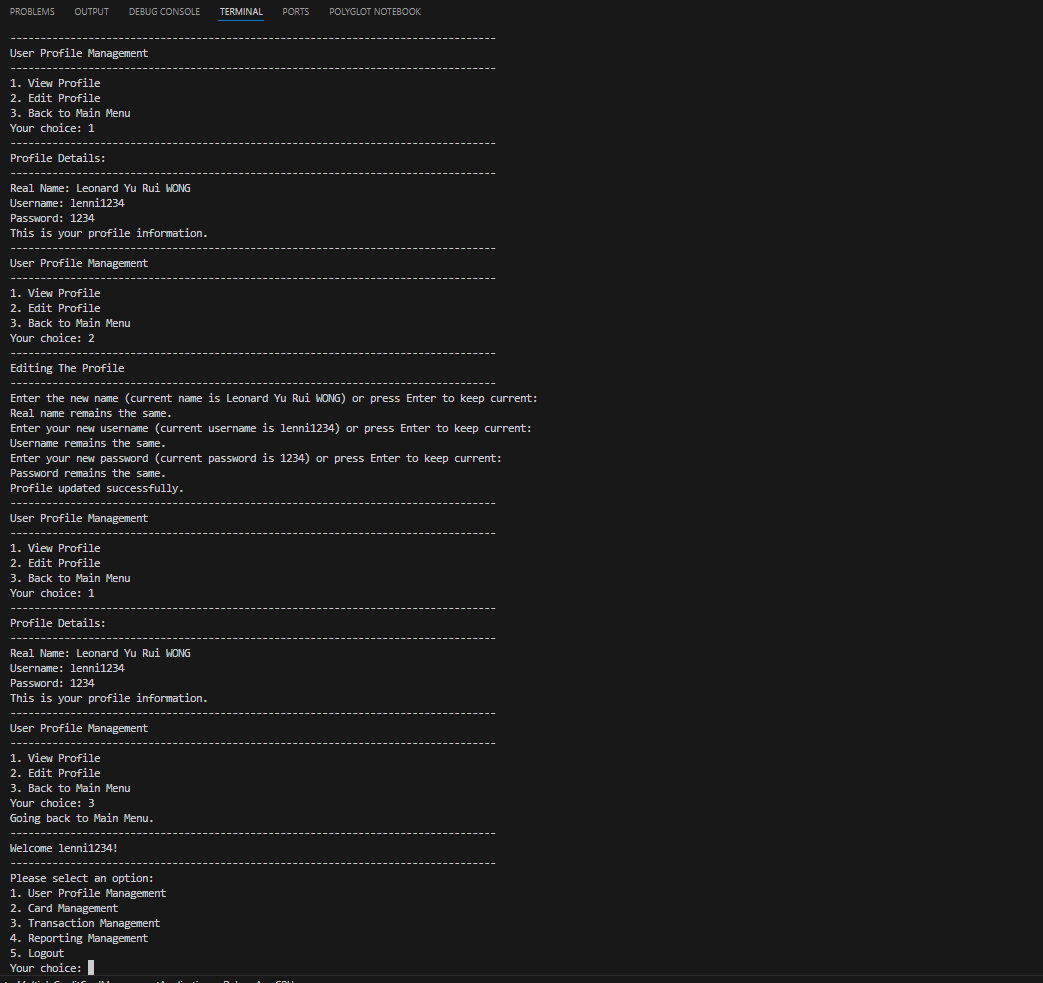 PROBLEMS OUTPUT DEBUG CONSOLE TERMINAL PORTS POLYGLOT NOTEBOOK
---------------------------------------------------------------------------------
User Profile Management
---------------------------------------------------------------------------------
1. View Profile
2. Edit Profile
3. Back to Main Menu
Your choice: 1
---------------------------------------------------------------------------------
Profile Details:
---------------------------------------------------------------------------------
Real Name: Leonard Yu Rui WONG
Username: lenni1234
Password: 1234
This is your profile information.
---------------------------------------------------------------------------------
User Profile Management
---------------------------------------------------------------------------------
1. View Profile
2. Edit Profile
3. Back to Main Menu
Your choice: 2
---------------------------------------------------------------------------------
Editing The Profile
---------------------------------------------------------------------------------
Enter the new name (current name is Leonard Yu Rui WONG) or press Enter to keep current:
Real name remains the same.
Enter your new username (current username is lenni1234) or press Enter to keep current:
Username remains the same.
Enter your new password (current password is 1234) or press Enter to keep current:
Password remains the same.
Profile updated successfully.
---------------------------------------------------------------------------------
User Profile Management
---------------------------------------------------------------------------------
1. View Profile
2. Edit Profile
3. Back to Main Menu
Your choice: 1
---------------------------------------------------------------------------------
Profile Details:
---------------------------------------------------------------------------------
Real Name: Leonard Yu Rui WONG
Username: lenni1234
Password: 1234
This is your profile information.
---------------------------------------------------------------------------------
User Profile Management
---------------------------------------------------------------------------------
1. View Profile
2. Edit Profile
3. Back to Main Menu
Your choice: 3
Going back to Main Menu.
---------------------------------------------------------------------------------
Welcome lenni1234!
---------------------------------------------------------------------------------
Please select an option:
1. User Profile Management
2. Card Management
3. Transaction Management
4. Reporting Management
5. Logout
Your choice: